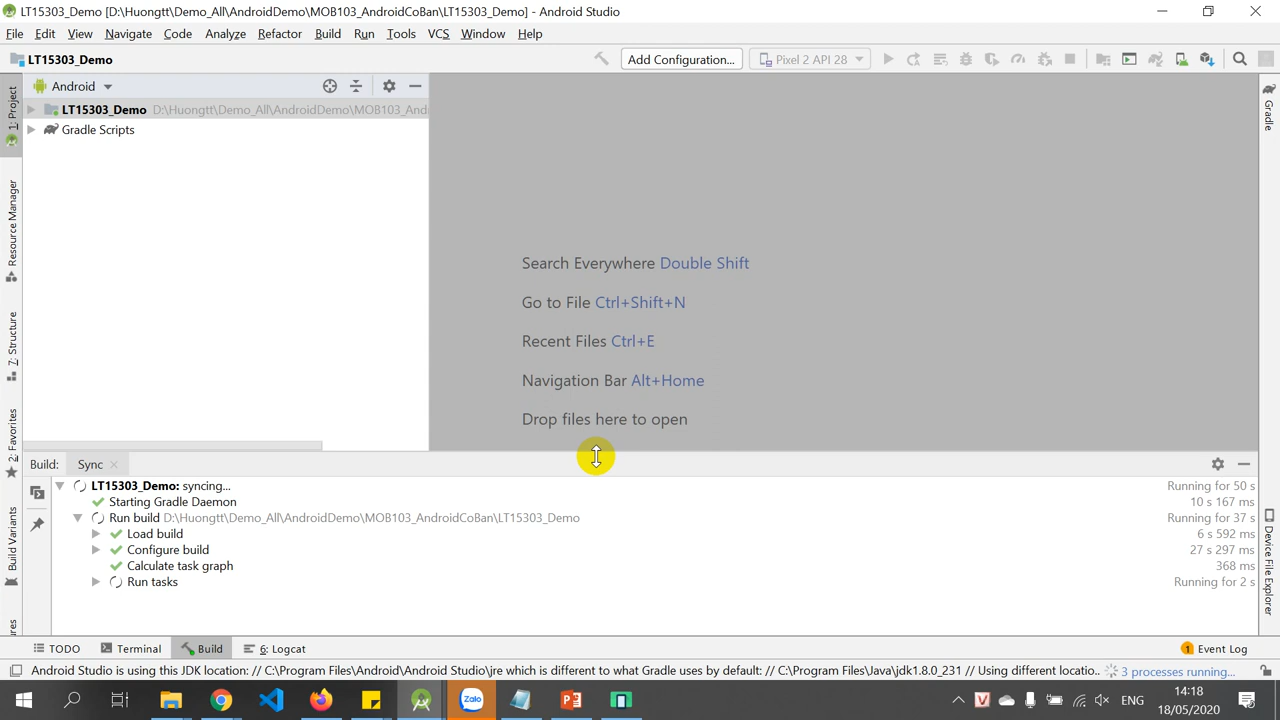 LT15303_Demo [D:\Huongtt\Demo_All\AndroidDemo\MOB103_AndroidCoBan\LT15303_Demo] - Android Studio
File Edit View Navigate Code Analyze Refactor Build Run Tools VCS Window Help
LT15303_Demo
Add Configuration...
Pixel 2 API 28
Android
LT15303_Demo D:\Huongtt\Demo_All\AndroidDemo\MOB103_And
Gradle Scripts
1: Project
Resource Manager
7: Structure
2: Favorites
Build Variants
Gradle
Device File Explorer
Search Everywhere Double Shift
Go to File Ctrl+Shift+N
Recent Files Ctrl+E
Navigation Bar Alt+Home
Drop files here to open
Build: Sync
LT15303_Demo: syncing... Running for 50 s
Starting Gradle Daemon 10 s 167 ms
Run build D:\Huongtt\Demo_All\AndroidDemo\MOB103_AndroidCoBan\LT15303_Demo Running for 37 s
Load build 6 s 592 ms
Configure build 27 s 297 ms
Calculate task graph 368 ms
Run tasks Running for 2 s
TODO Terminal Build 6: Logcat 1 Event Log
Android Studio is using this JDK location: // C:\Program Files\Android\Android Studio\jre which is different to what Gradle uses by default: // C:\Program Files\Java\jdk1.8.0_231 // Using different locatio... 3 processes running...
Zalo
ENG
14:18
18/05/2020